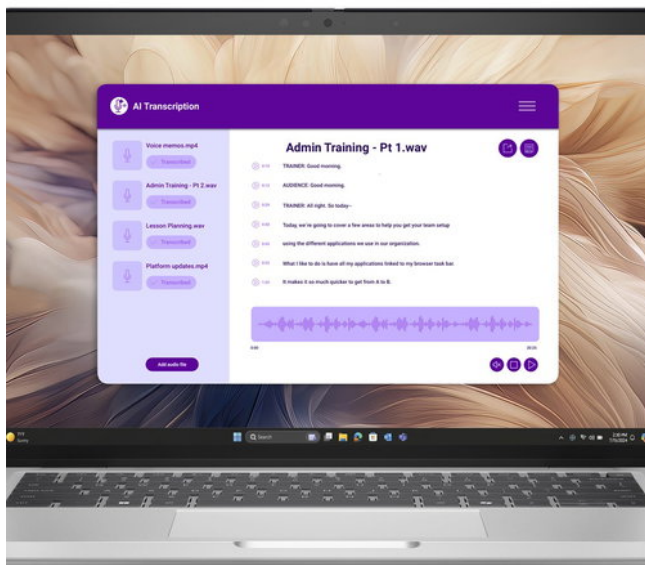 AI Transcription
Voice memos.mp4
Transcribed
Admin Training - Pt 2.wav
Transcribed
Lesson Planning.wav
Transcribed
Platform updates.mp4
Transcribed
Add audio file
Admin Training - Pt 1.wav
TRAINER: Good morning.
AUDIENCE: Good morning.
TRAINER: All right. So today--
Today, we're going to cover a few areas to help you get your team setup
using the different applications we use in our organization.
What I like to do is have all my applications linked to my browser task bar.
It makes it so much quicker to get from A to B.
0:00
Sunny
Search